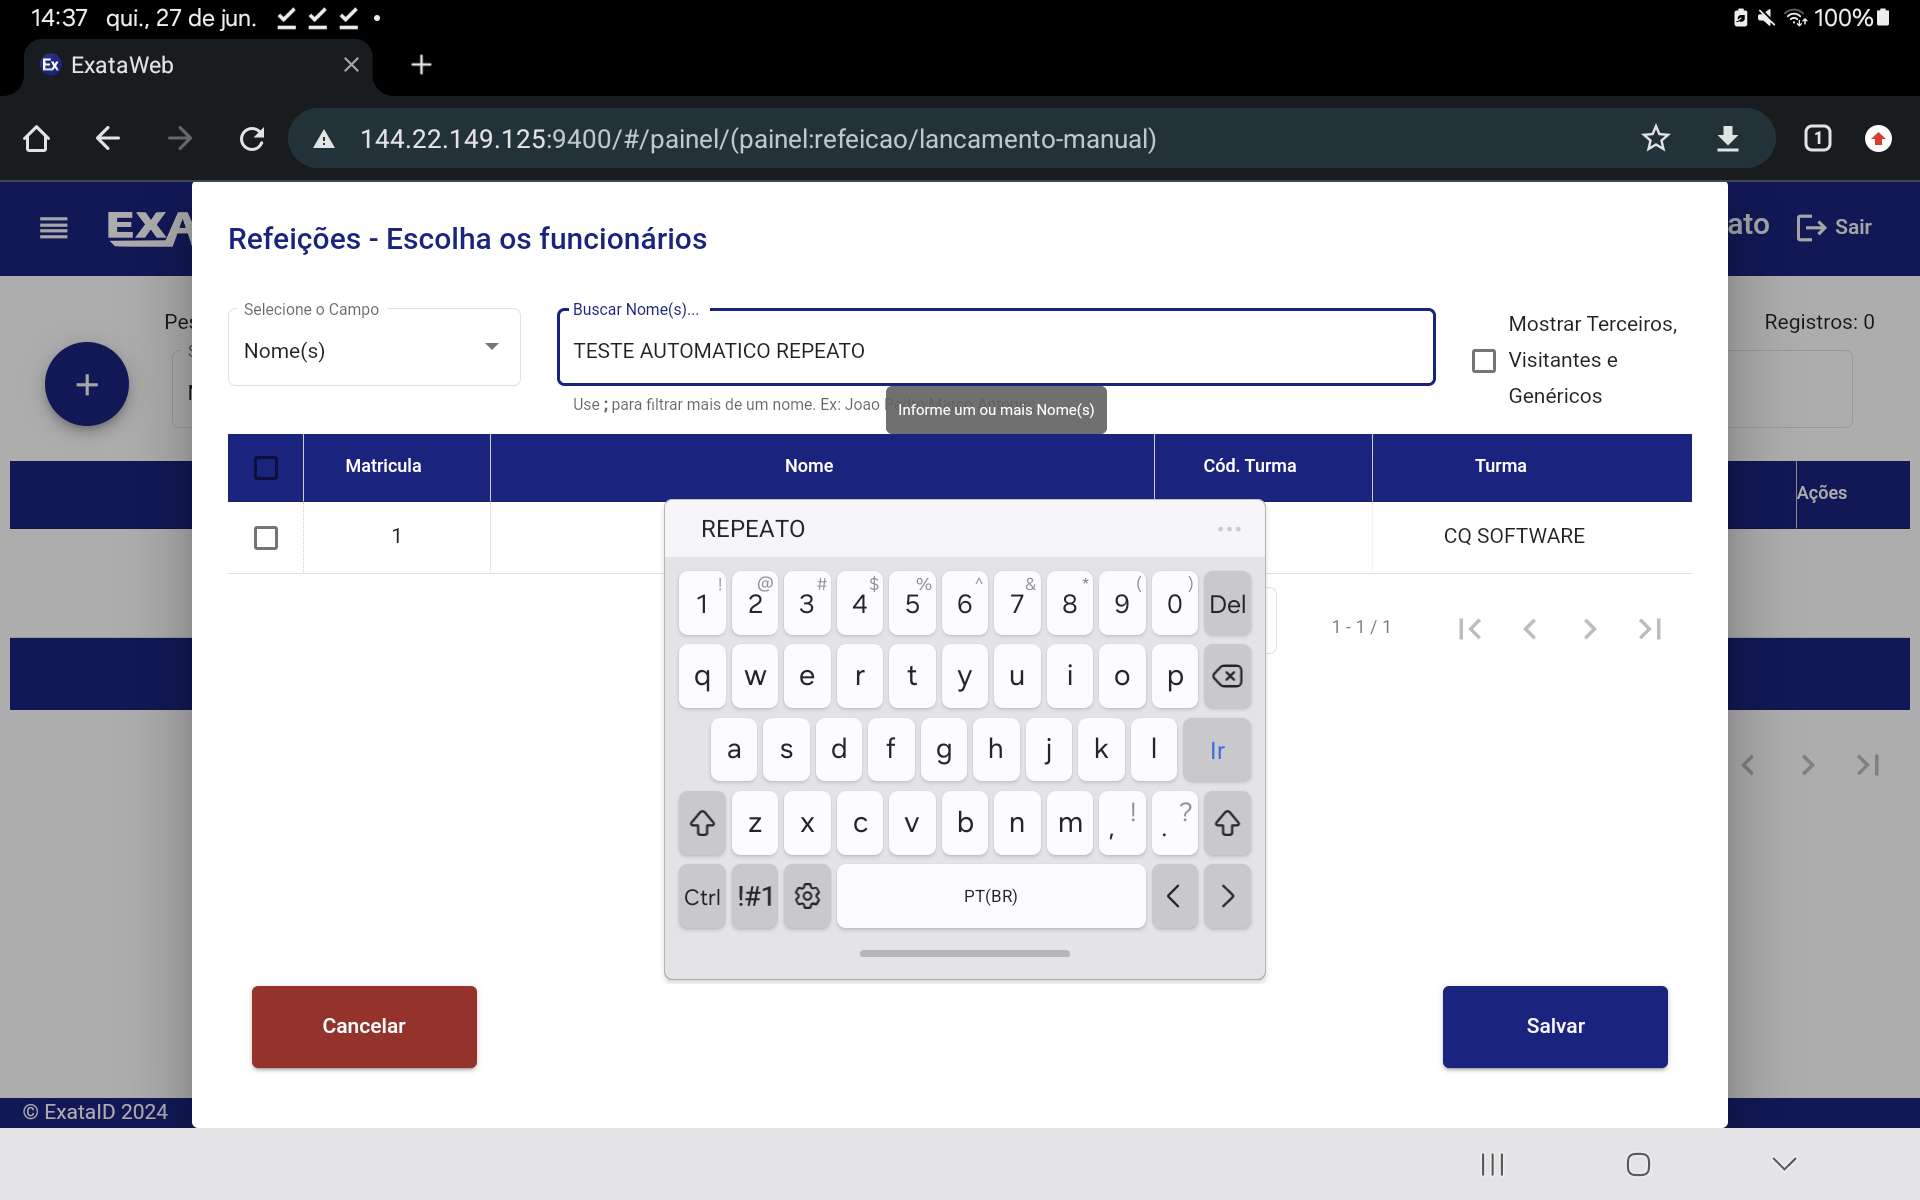 14:37 qui., 27 de jun.
100%
Ex ExataWeb
144.22.149.125:9400/#/painel/(painel:refeicao/lancamento-manual)
1
EXA
ato
Sair
Refeições - Escolha os funcionários
Selecione o Campo
Nome(s)
Buscar Nome(s)...
TESTE AUTOMATICO REPEATO
Mostrar Terceiros,
Visitantes e
Genéricos
Use ; para filtrar mais de um nome. Ex: Joao
Informe um ou mais Nome(s)
Pes
Registros: 0
Matricula Nome Cód. Turma Turma
Ações
1 CQ SOFTWARE
1 - 1 / 1
REPEATO
! @ # $ % ^ & * ( )
1 2 3 4 5 6 7 8 9 0 Del
q w e r t y u i o p
a s d f g h j k l Ir
z x c v b n m , ! . ?
Ctrl !#1 PT(BR)
Cancelar
Salvar
© ExataID 2024